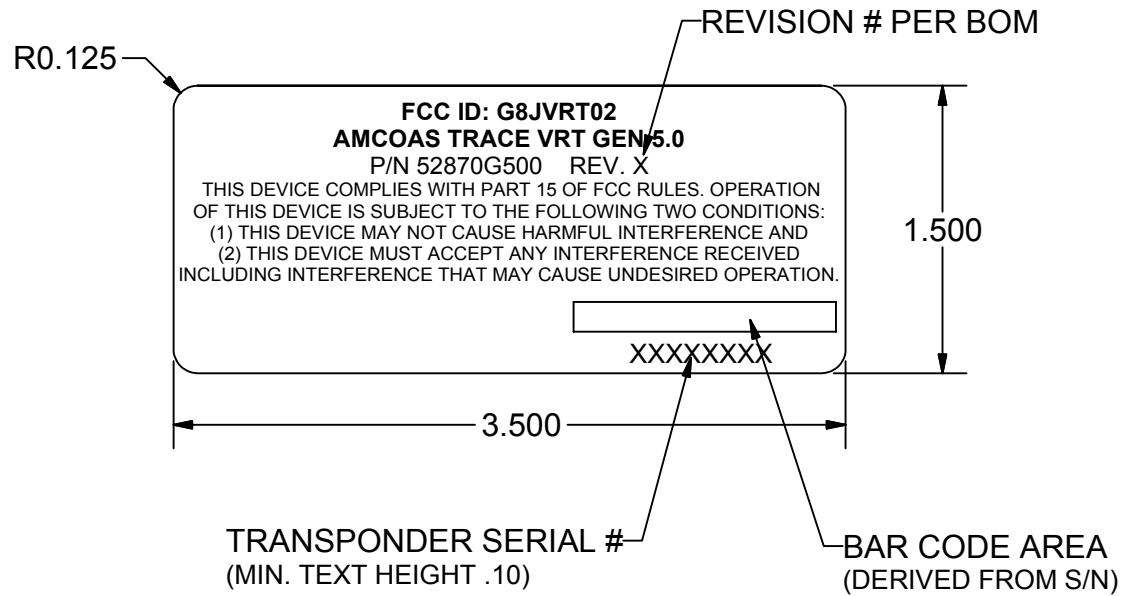 REVISION # PER BOM
R0.125
FCC ID: G8JVRT02
AMCOAS TRACE VRT GEN 5.0
P/N 52870G500 REV. X
THIS DEVICE COMPLIES WITH PART 15 OF FCC RULES. OPERATION
OF THIS DEVICE IS SUBJECT TO THE FOLLOWING TWO CONDITIONS:
(1) THIS DEVICE MAY NOT CAUSE HARMFUL INTERFERENCE AND
(2) THIS DEVICE MUST ACCEPT ANY INTERFERENCE RECEIVED
INCLUDING INTERFERENCE THAT MAY CAUSE UNDESIRED OPERATION.
1.500
XXXXXXXX
3.500
TRANSPONDER SERIAL #
(MIN. TEXT HEIGHT .10)
BAR CODE AREA
(DERIVED FROM S/N)